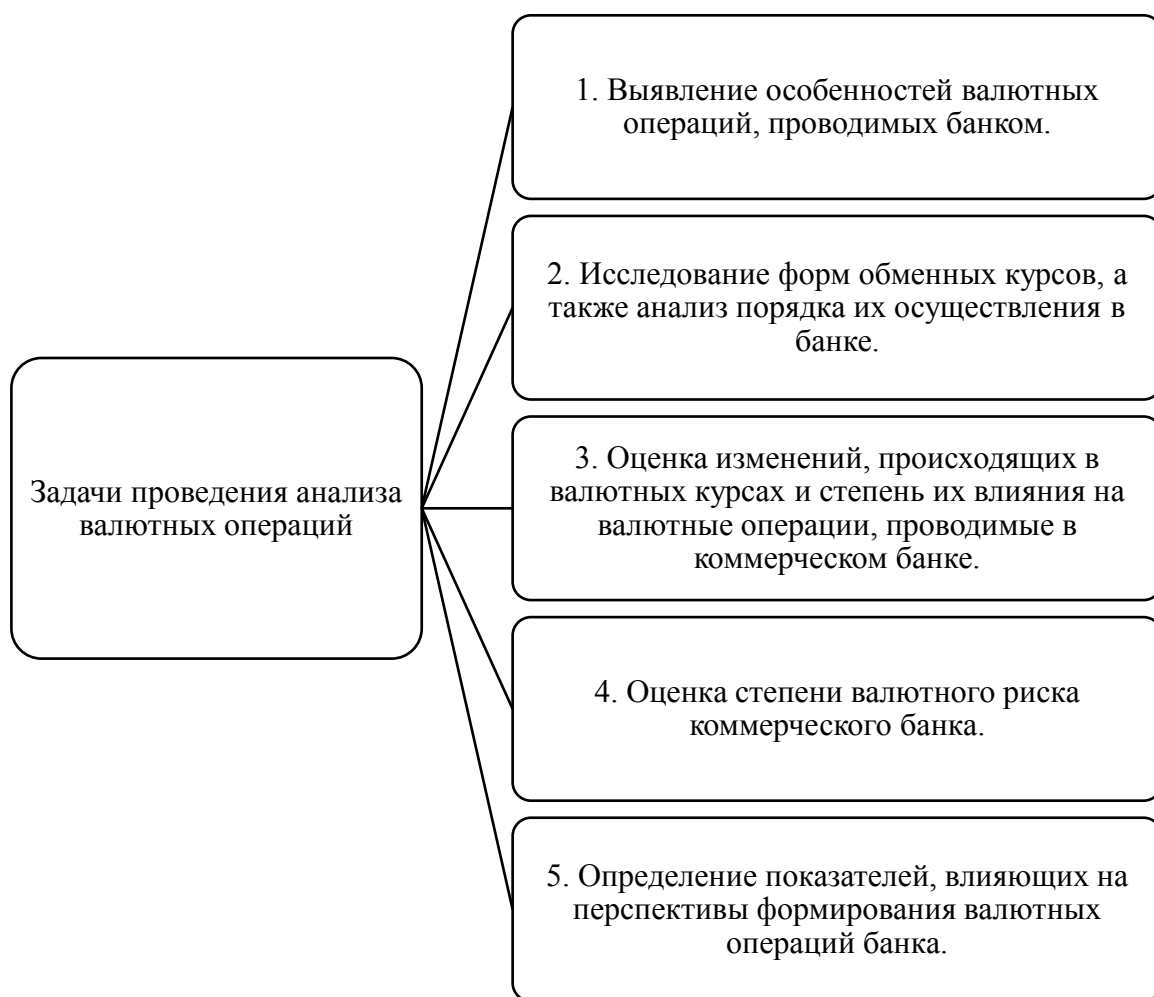 1. Выявление особенностей валютных
операций, проводимых банком.
2. Исследование форм обменных курсов, а
также анализ порядка их осуществления в
банке.
Задачи проведения анализа
валютных операций
3. Оценка изменений, происходящих в
валютных курсах и степень их влияния на
валютные операции, проводимые в
коммерческом банке.
4. Оценка степени валютного риска
коммерческого банка.
5. Определение показателей, влияющих на
перспективы формирования валютных
операций банка.